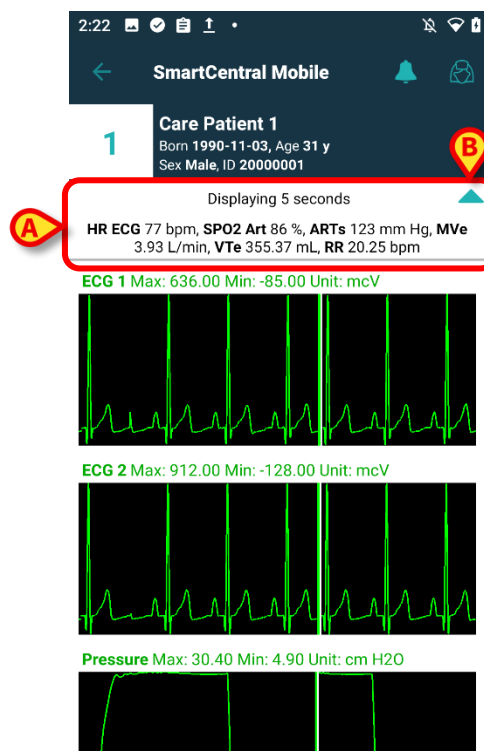 2:22
SmartCentral Mobile
1
Care Patient 1
Born 1990-11-03, Age 31 y
Sex Male, ID 20000001
B
Displaying 5 seconds
A
HR ECG 77 bpm, SPO2 Art 86 %, ARTs 123 mm Hg, MVe
3.93 L/min, VTe 355.37 mL, RR 20.25 bpm
ECG 1 Max: 636.00 Min: -85.00 Unit: mcV
ECG 2 Max: 912.00 Min: -128.00 Unit: mcV
Pressure Max: 30.40 Min: 4.90 Unit: cm H2O